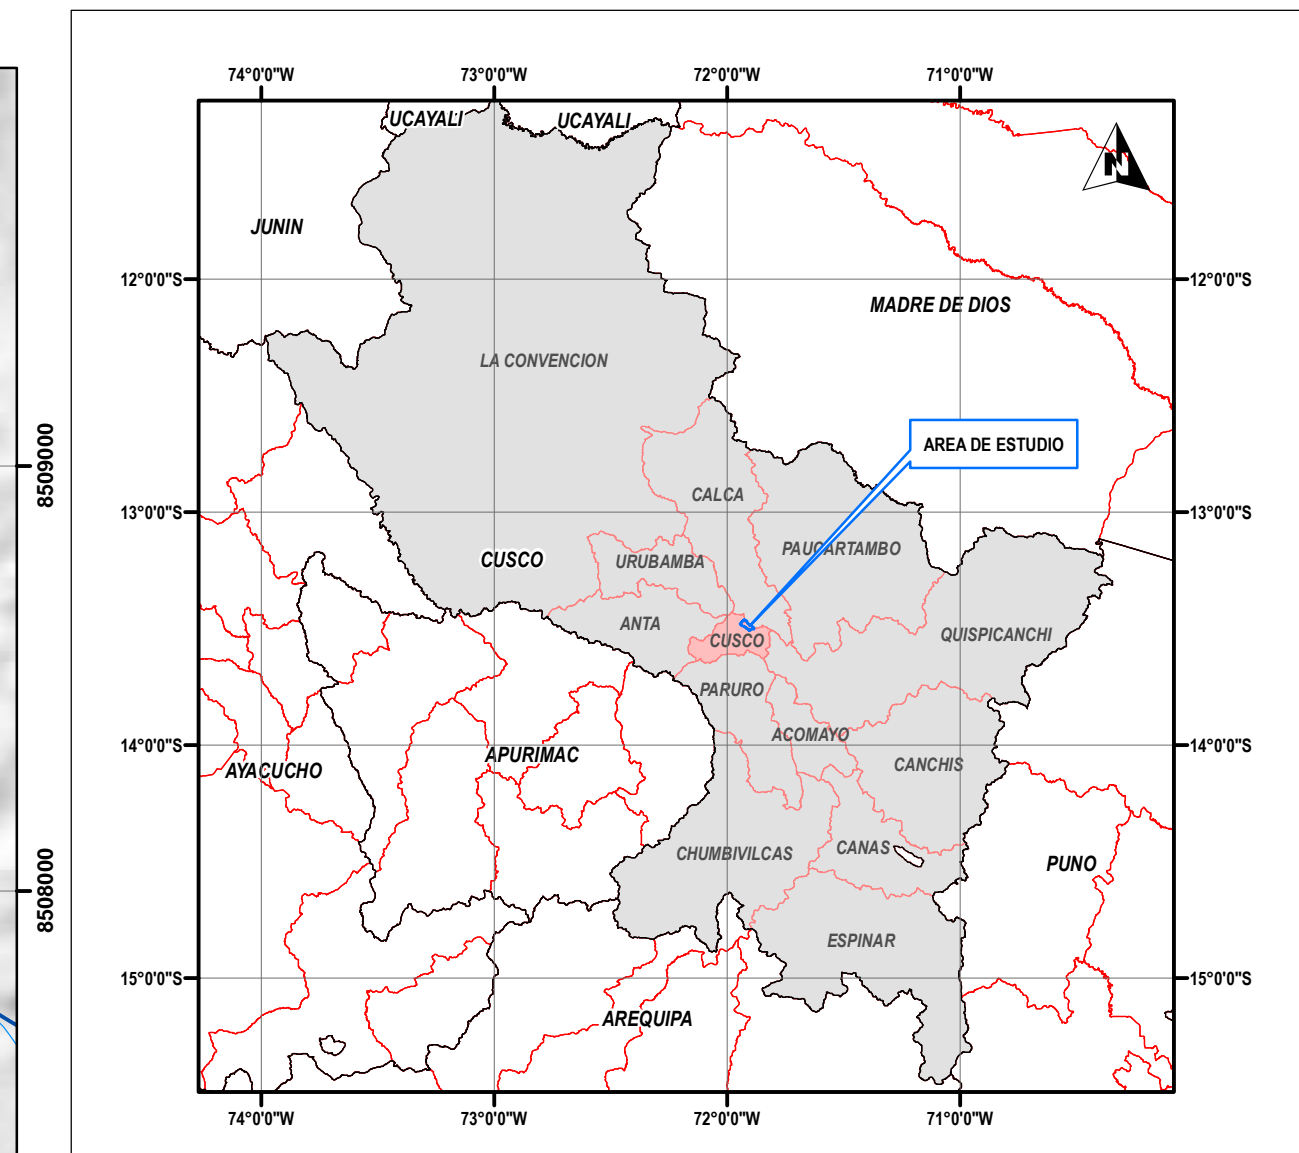 74°0'0"W 73°0'0"W 72°0'0"W 71°0'0"W
UCAYALI UCAYALI
N
JUNIN
12°0'0"S 12°0'0"S
MADRE DE DIOS
LA CONVENCION
AREA DE ESTUDIO
8509000
CALCA
13°0'0"S 13°0'0"S
PAUCARTAMBO
CUSCO URUBAMBA
ANTA
CUSCO
QUISPICANCHI
PARURO
ACOMAYO
14°0'0"S 14°0'0"S
APURIMAC
AYACUCHO
CANCHIS
CHUMBIVILCAS
CANAS
PUNO
8508000
ESPINAR
15°0'0"S 15°0'0"S
AREQUIPA
74°0'0"W 73°0'0"W 72°0'0"W 71°0'0"W